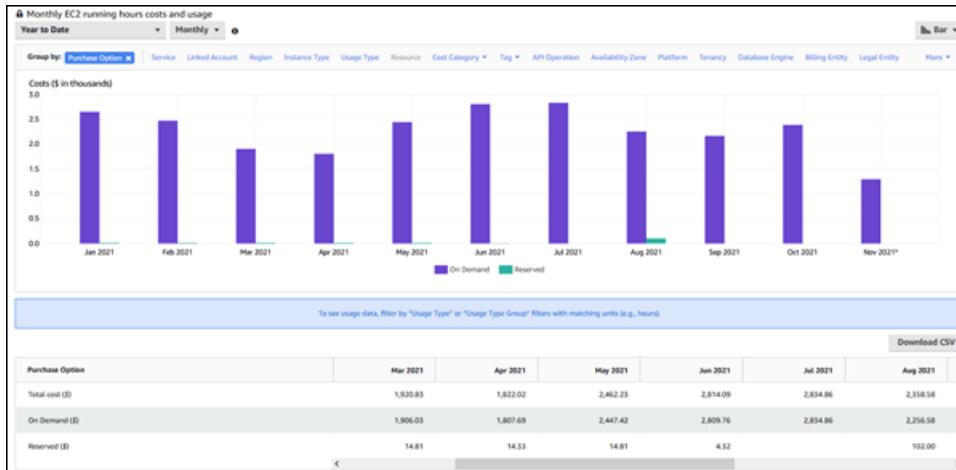 Monthly EC2 running hours costs and usage
Year to Date Monthly Bar
Group by: Purchase Option Service Linked Account Region Instance Type Usage Type Resource Cost Category Tag API Operation Availability Zone Platform Tenancy Database Engine Billing Entity Legal Entity More
Costs ($ in thousands)
3.0
2.5
2.0
1.5
1.0
0.5
0.0
Jan 2021 Feb 2021 Mar 2021 Apr 2021 May 2021 Jun 2021 Jul 2021 Aug 2021 Sep 2021 Oct 2021 Nov 2021*
On Demand Reserved
To see usage data, filter by "Usage Type" or "Usage Type Group" filters with matching units (e.g., hours).
Download CSV
Purchase Option Mar 2021 Apr 2021 May 2021 Jun 2021 Jul 2021 Aug 2021
Total cost ($) 1,920.83 1,822.02 2,462.23 2,814.09 2,834.86 2,358.58
On Demand ($) 1,906.03 1,807.69 2,447.42 2,809.76 2,834.86 2,256.58
Reserved ($) 14.81 14.33 14.81 4.32 102.00